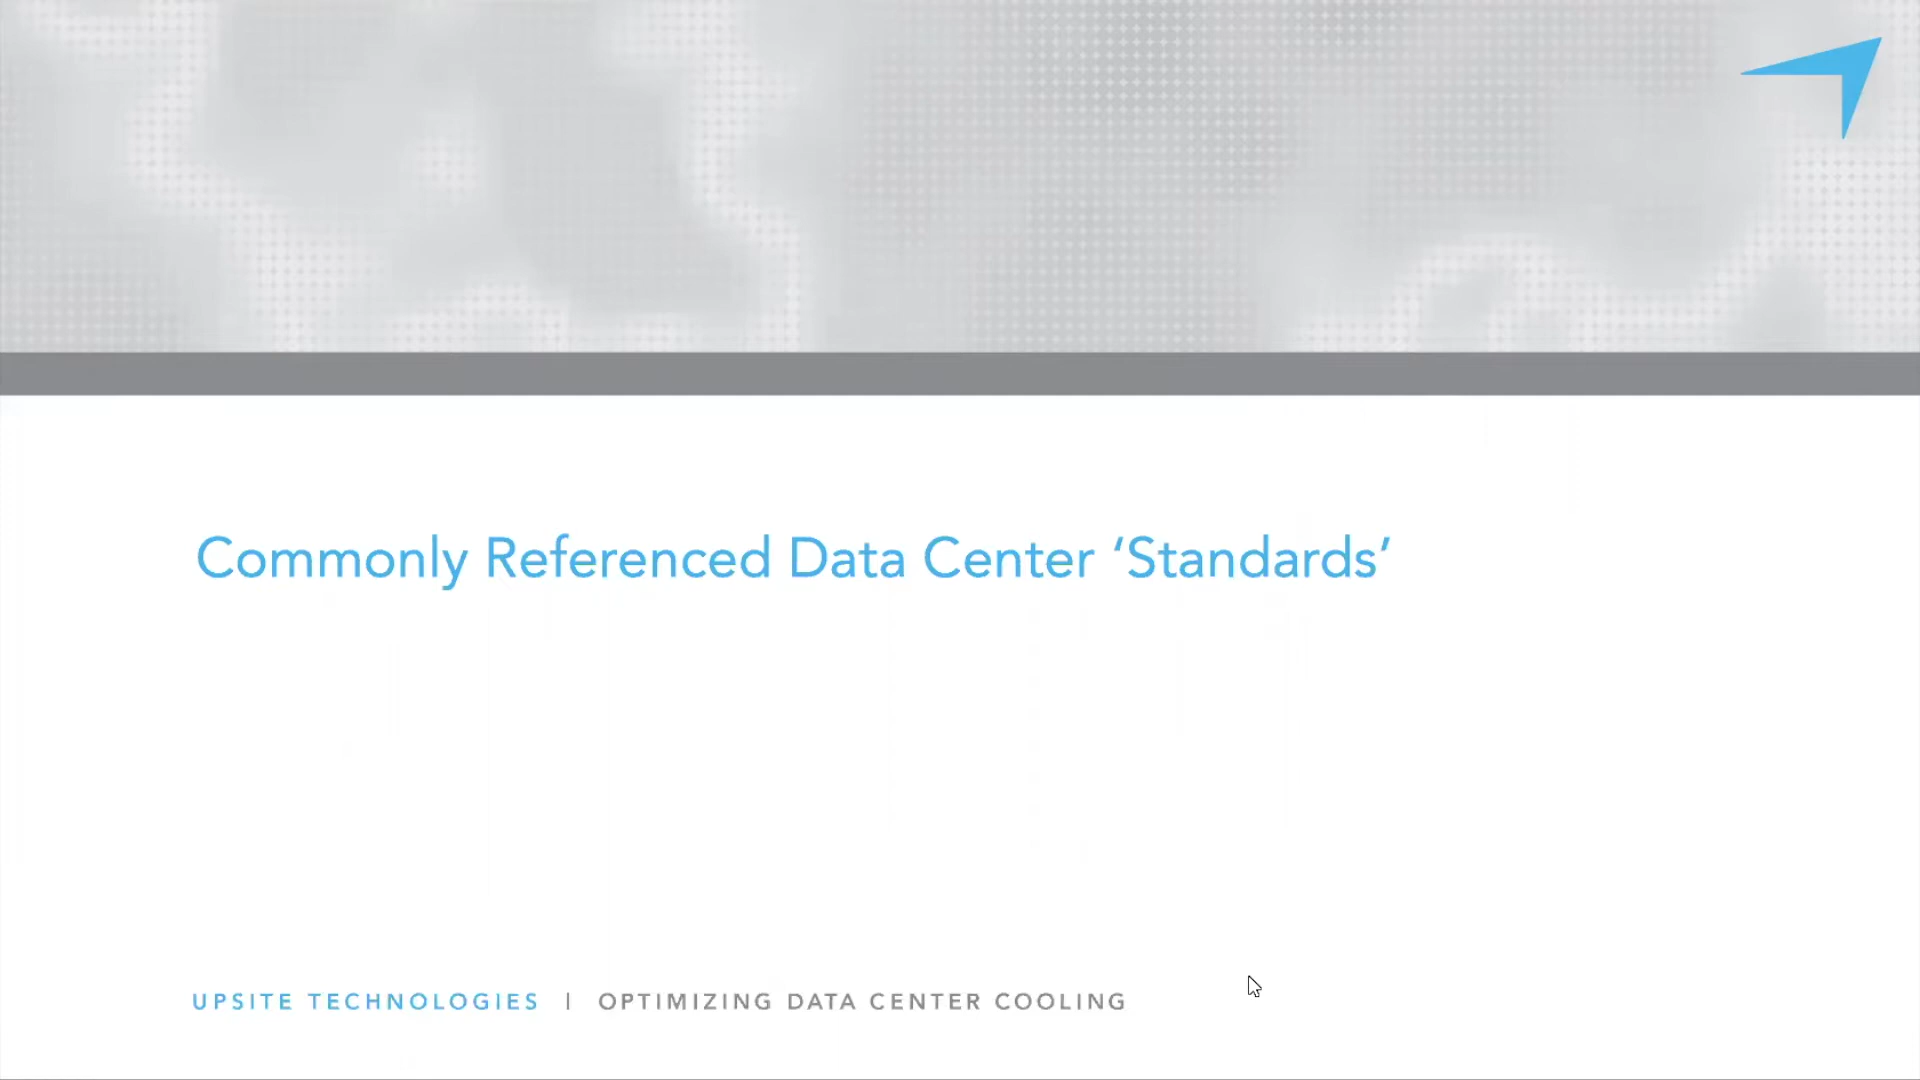 Commonly Referenced Data Center ‘Standards’
UPSITE TECHNOLOGIES | OPTIMIZING DATA CENTER COOLING